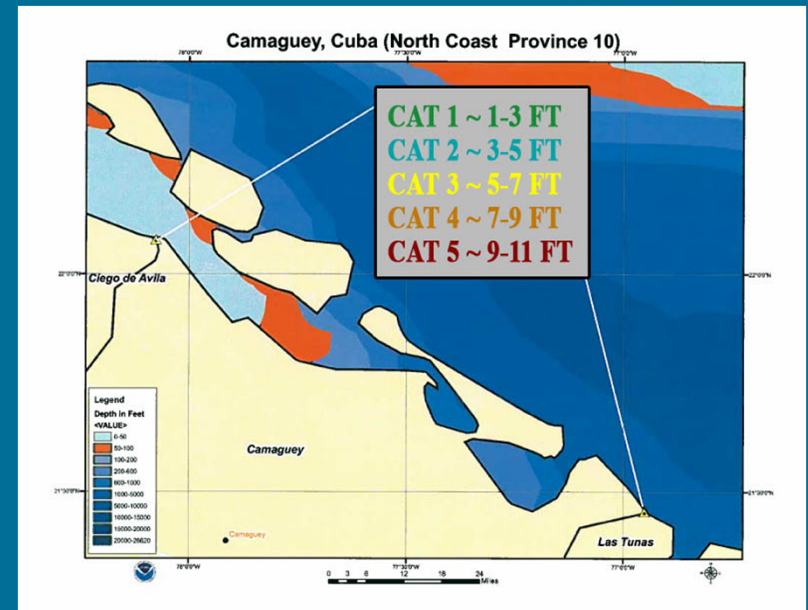 Camaguey, Cuba (North Coast Province 10)
78°0'0"W
77°30'0"W
77°0'0"W
CAT 1 ~ 1-3 FT
CAT 2 ~ 3-5 FT
CAT 3 ~ 5-7 FT
CAT 4 ~ 7-9 FT
CAT 5 ~ 9-11 FT
22°0'0"N
22°0'0"N
Ciego de Avila
Legend
Depth in Feet
<VALUE>
0-50
50-100
100-200
200-600
600-1000
1000-5000
5000-10000
10000-15000
15000-20000
20000-26620
Camaguey
21°30'0"N
21°30'0"N
Camaguey
Las Tunas
78°0'0"W
77°30'0"W
77°0'0"W
0 3 6 12 18 24
Miles